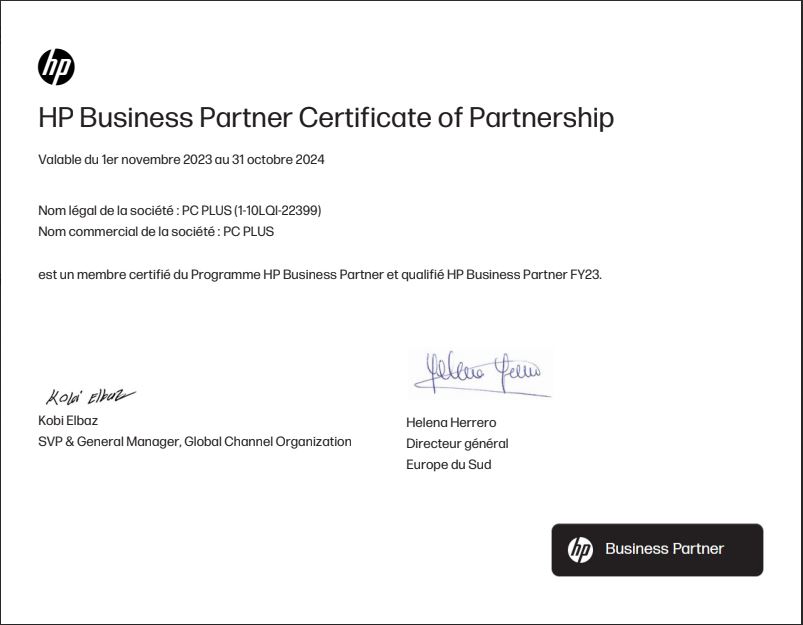 hp
HP Business Partner Certificate of Partnership
Valable du 1er novembre 2023 au 31 octobre 2024
Nom légal de la société : PC PLUS (1-10LQI-22399)
Nom commercial de la société : PC PLUS
est un membre certifié du Programme HP Business Partner et qualifié HP Business Partner FY23.
Kobi Elbaz
Kobi Elbaz
SVP & General Manager, Global Channel Organization
Helena Herrero
Directeur général
Europe du Sud
hp Business Partner